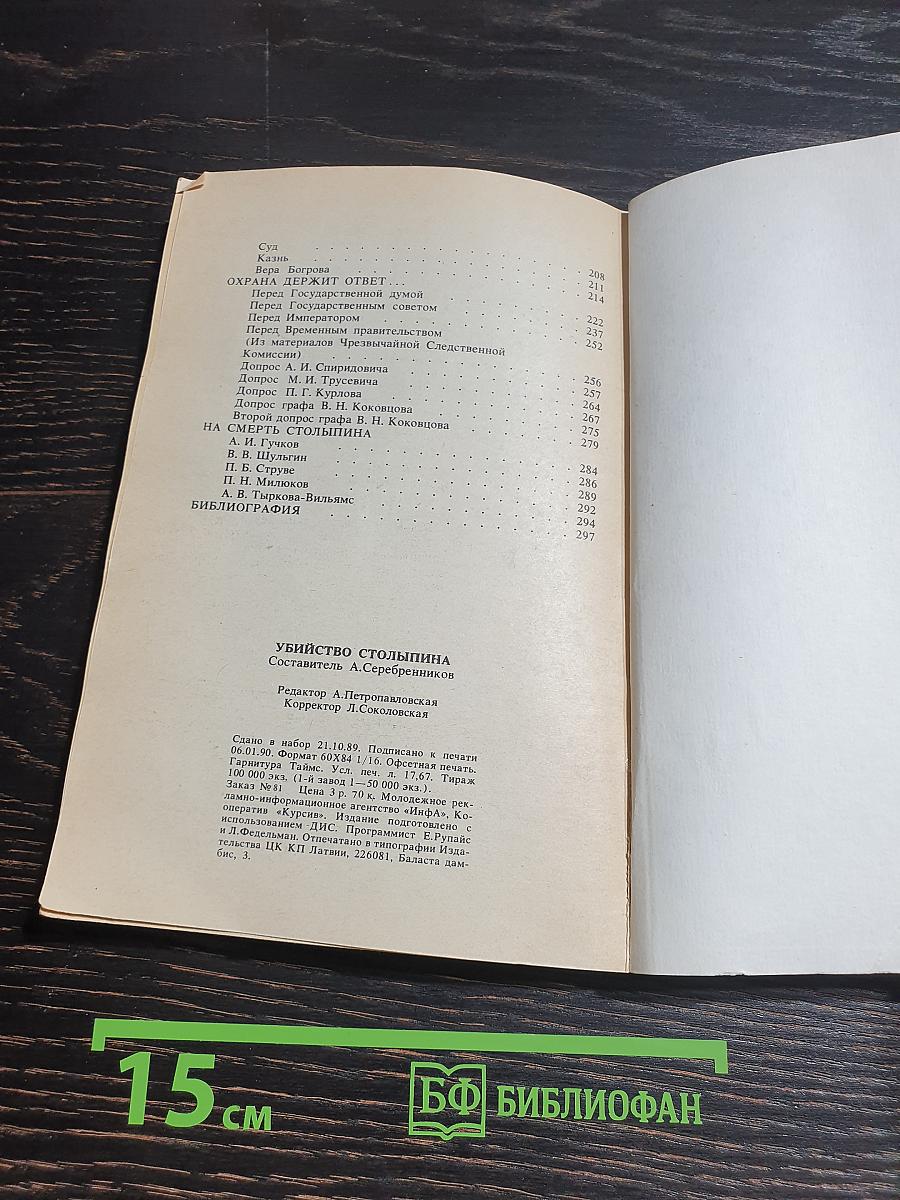 Суд . . . . . . . . . . 208
Казнь . . . . . . . . . . 211
Вера Богрова . . . . . . . . . . 214
ОХРАНА ДЕРЖИТ ОТВЕТ...
Перед Государственной думой . . . . . . 222
Перед Государственным советом . . . . . . 237
Перед Императором . . . . . . . . 252
Перед Временным правительством
(Из материалов Чрезвычайной Следственной
Комиссии) . . . . . . . . . . 256
Допрос А. И. Спиридовича . . . . . . . 257
Допрос М. И. Трусевича . . . . . . . 264
Допрос П. Г. Курлова . . . . . . . 267
Допрос графа В. Н. Коковцова . . . . . . 275
Второй допрос графа В. Н. Коковцова . . . . . 279
НА СМЕРТЬ СТОЛЫПИНА
А. И. Гучков . . . . . . . . . . 284
В. В. Шульгин . . . . . . . . . . 286
П. Б. Струве . . . . . . . . . . 289
П. Н. Милюков . . . . . . . . . . 292
А. В. Тыркова-Вильямс . . . . . . . . 294
БИБЛИОГРАФИЯ . . . . . . . . . . 297
УБИЙСТВО СТОЛЫПИНА
Составитель А.Серебренников
Редактор А.Петропавловская
Корректор Л.Соколовская
Сдано в набор 21.10.89. Подписано к печати
06.01.90. Формат 60X84 1/16. Офсетная печать.
Гарнитура Таймс. Усл. печ. л. 17,67. Тираж
100 000 экз. (1-й завод 1—50 000 экз.).
Заказ №81 Цена 3 р. 70 к. Молодежное рек-
ламно-информационное агентство «ИнфА», Ко-
оператив «Курсив». Издание подготовлено с
использованием ДИС. Программист Е.Рупайс
и Л.Федельман. Отпечатано в типографии Изда-
тельства ЦК КП Латвии, 226081, Баласта дам-
бис, 3.
15 см
БФ БИБЛИОФАН